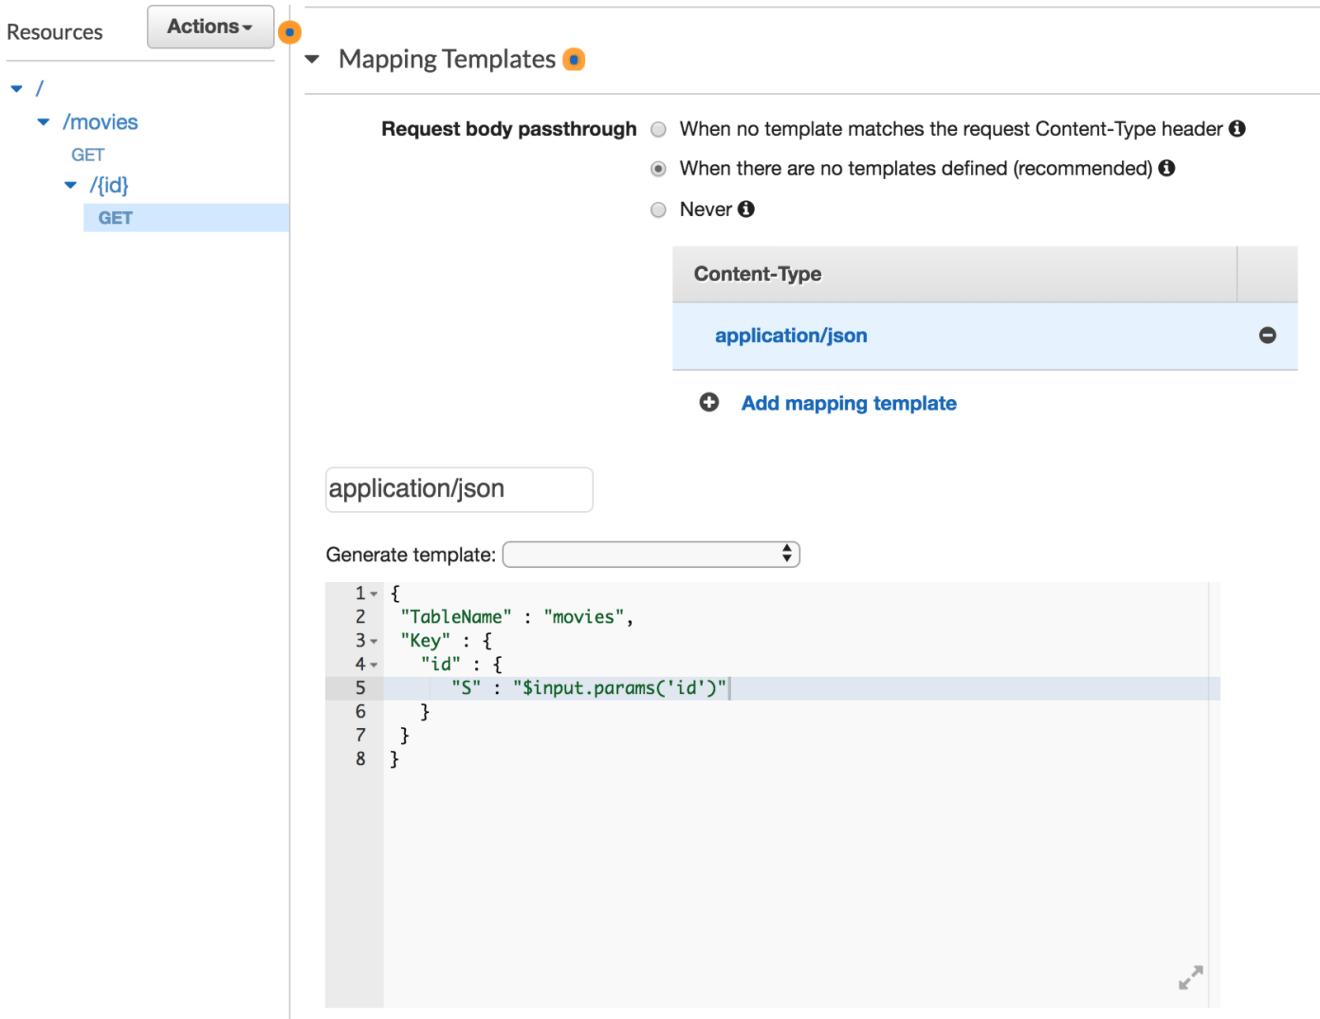 Resources
Actions
/
/movies
GET
/{id}
GET
Mapping Templates
Request body passthrough
When no template matches the request Content-Type header
When there are no templates defined (recommended)
Never
Content-Type
application/json
Add mapping template
application/json
Generate template:
1 {
2 "TableName" : "movies",
3 "Key" : {
4 "id" : {
5 "S" : "$input.params('id')"
6 }
7 }
8 }